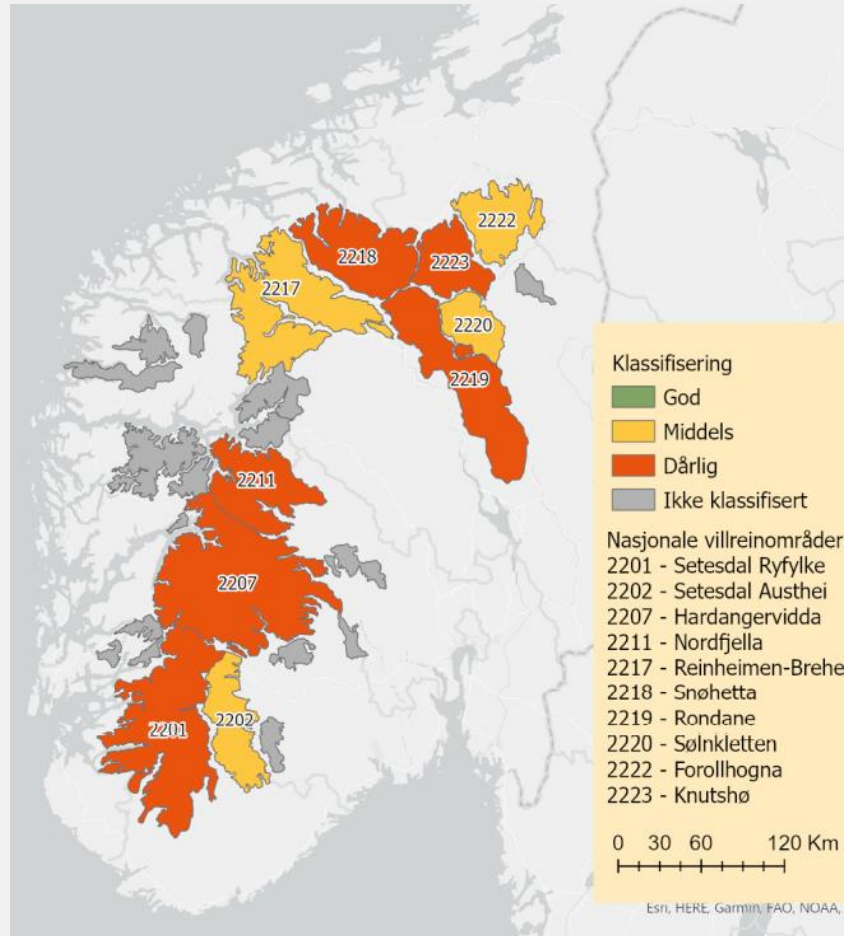 2222
2218
2223
2217
2220
2219
2211
2207
2202
2201
Klassifisering
God
Middels
Dårlig
Ikke klassifisert
Nasjonale villreinområder
2201 - Setesdal Ryfylke
2202 - Setesdal Austhei
2207 - Hardangervidda
2211 - Nordfjella
2217 - Reinheimen-Brehe
2218 - Snøhetta
2219 - Rondane
2220 - Sølnkletten
2222 - Forollhogna
2223 - Knutshø
0 30 60 120 Km
Esri, HERE, Garmin, FAO, NOAA,